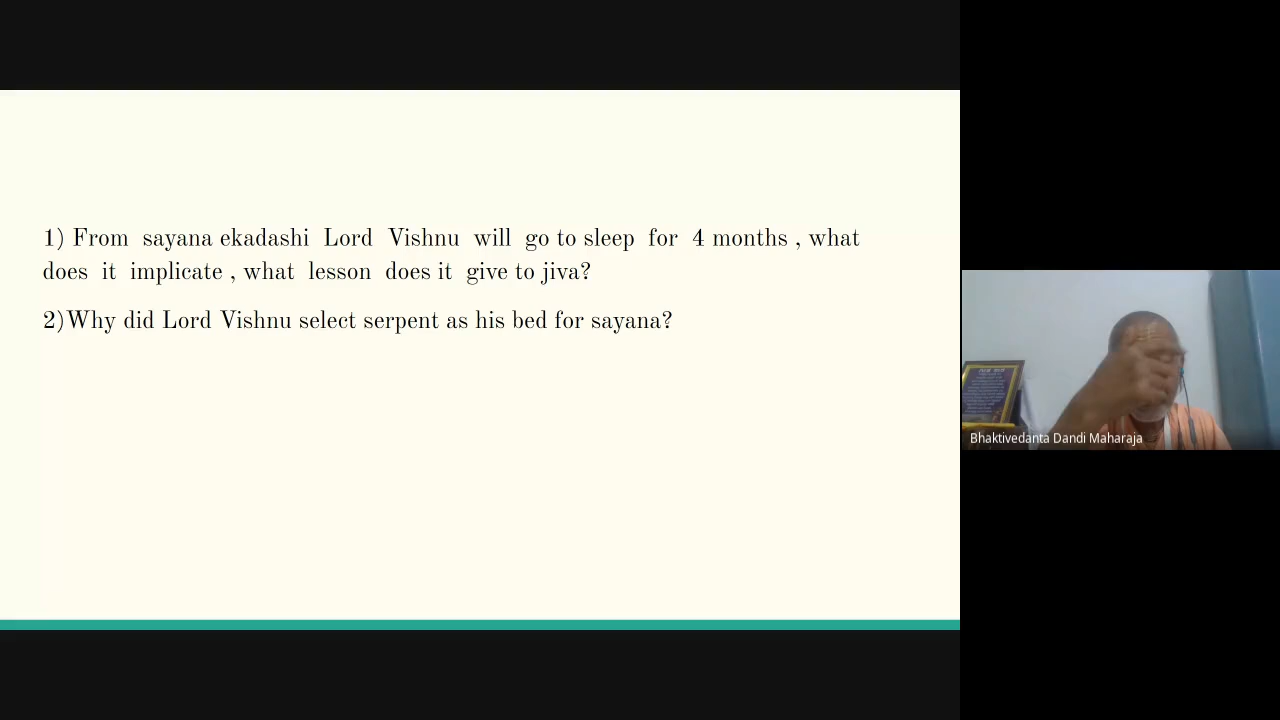 1) From sayana ekadashi Lord Vishnu will go to sleep for 4 months , what
does it implicate , what lesson does it give to jiva?
2)Why did Lord Vishnu select serpent as his bed for sayana?
Bhaktivedanta Dandi Maharaja